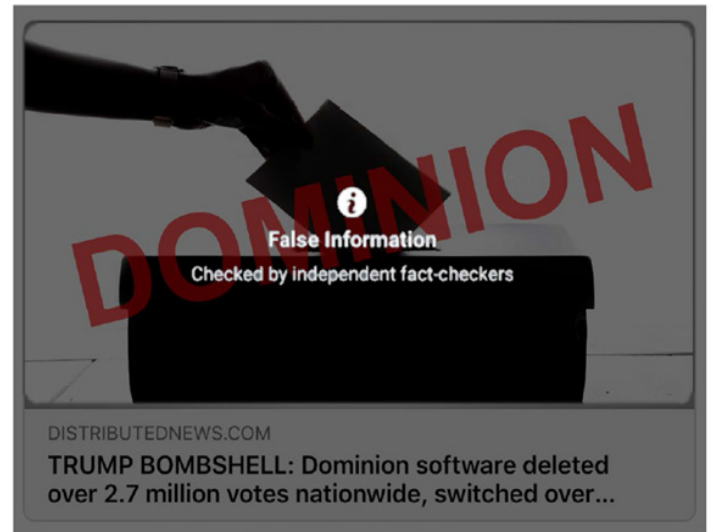 DOMINION
False Information
Checked by independent fact-checkers
DISTRIBUTEDNEWS.COM
TRUMP BOMBSHELL: Dominion software deleted
over 2.7 million votes nationwide, switched over...